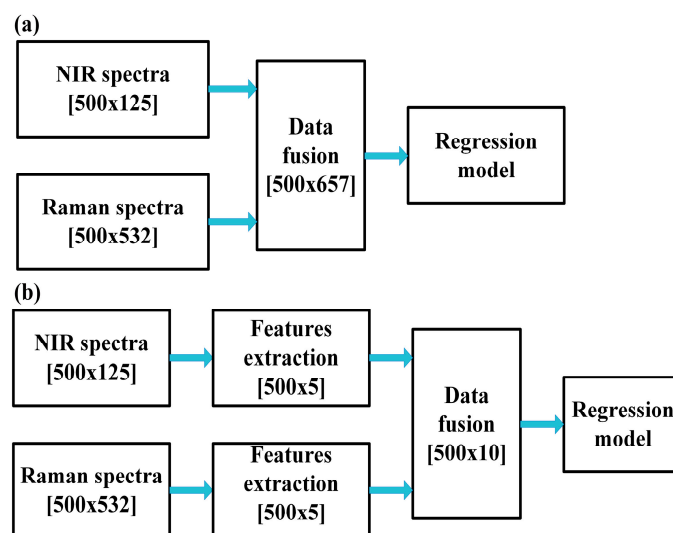 (a)
NIR spectra
[500x125]
Raman spectra
[500x532]
Data
fusion
[500x657]
Regression
model
(b)
NIR spectra
[500x125]
Features
extraction
[500x5]
Raman spectra
[500x532]
Features
extraction
[500x5]
Data
fusion
[500x10]
Regression
model